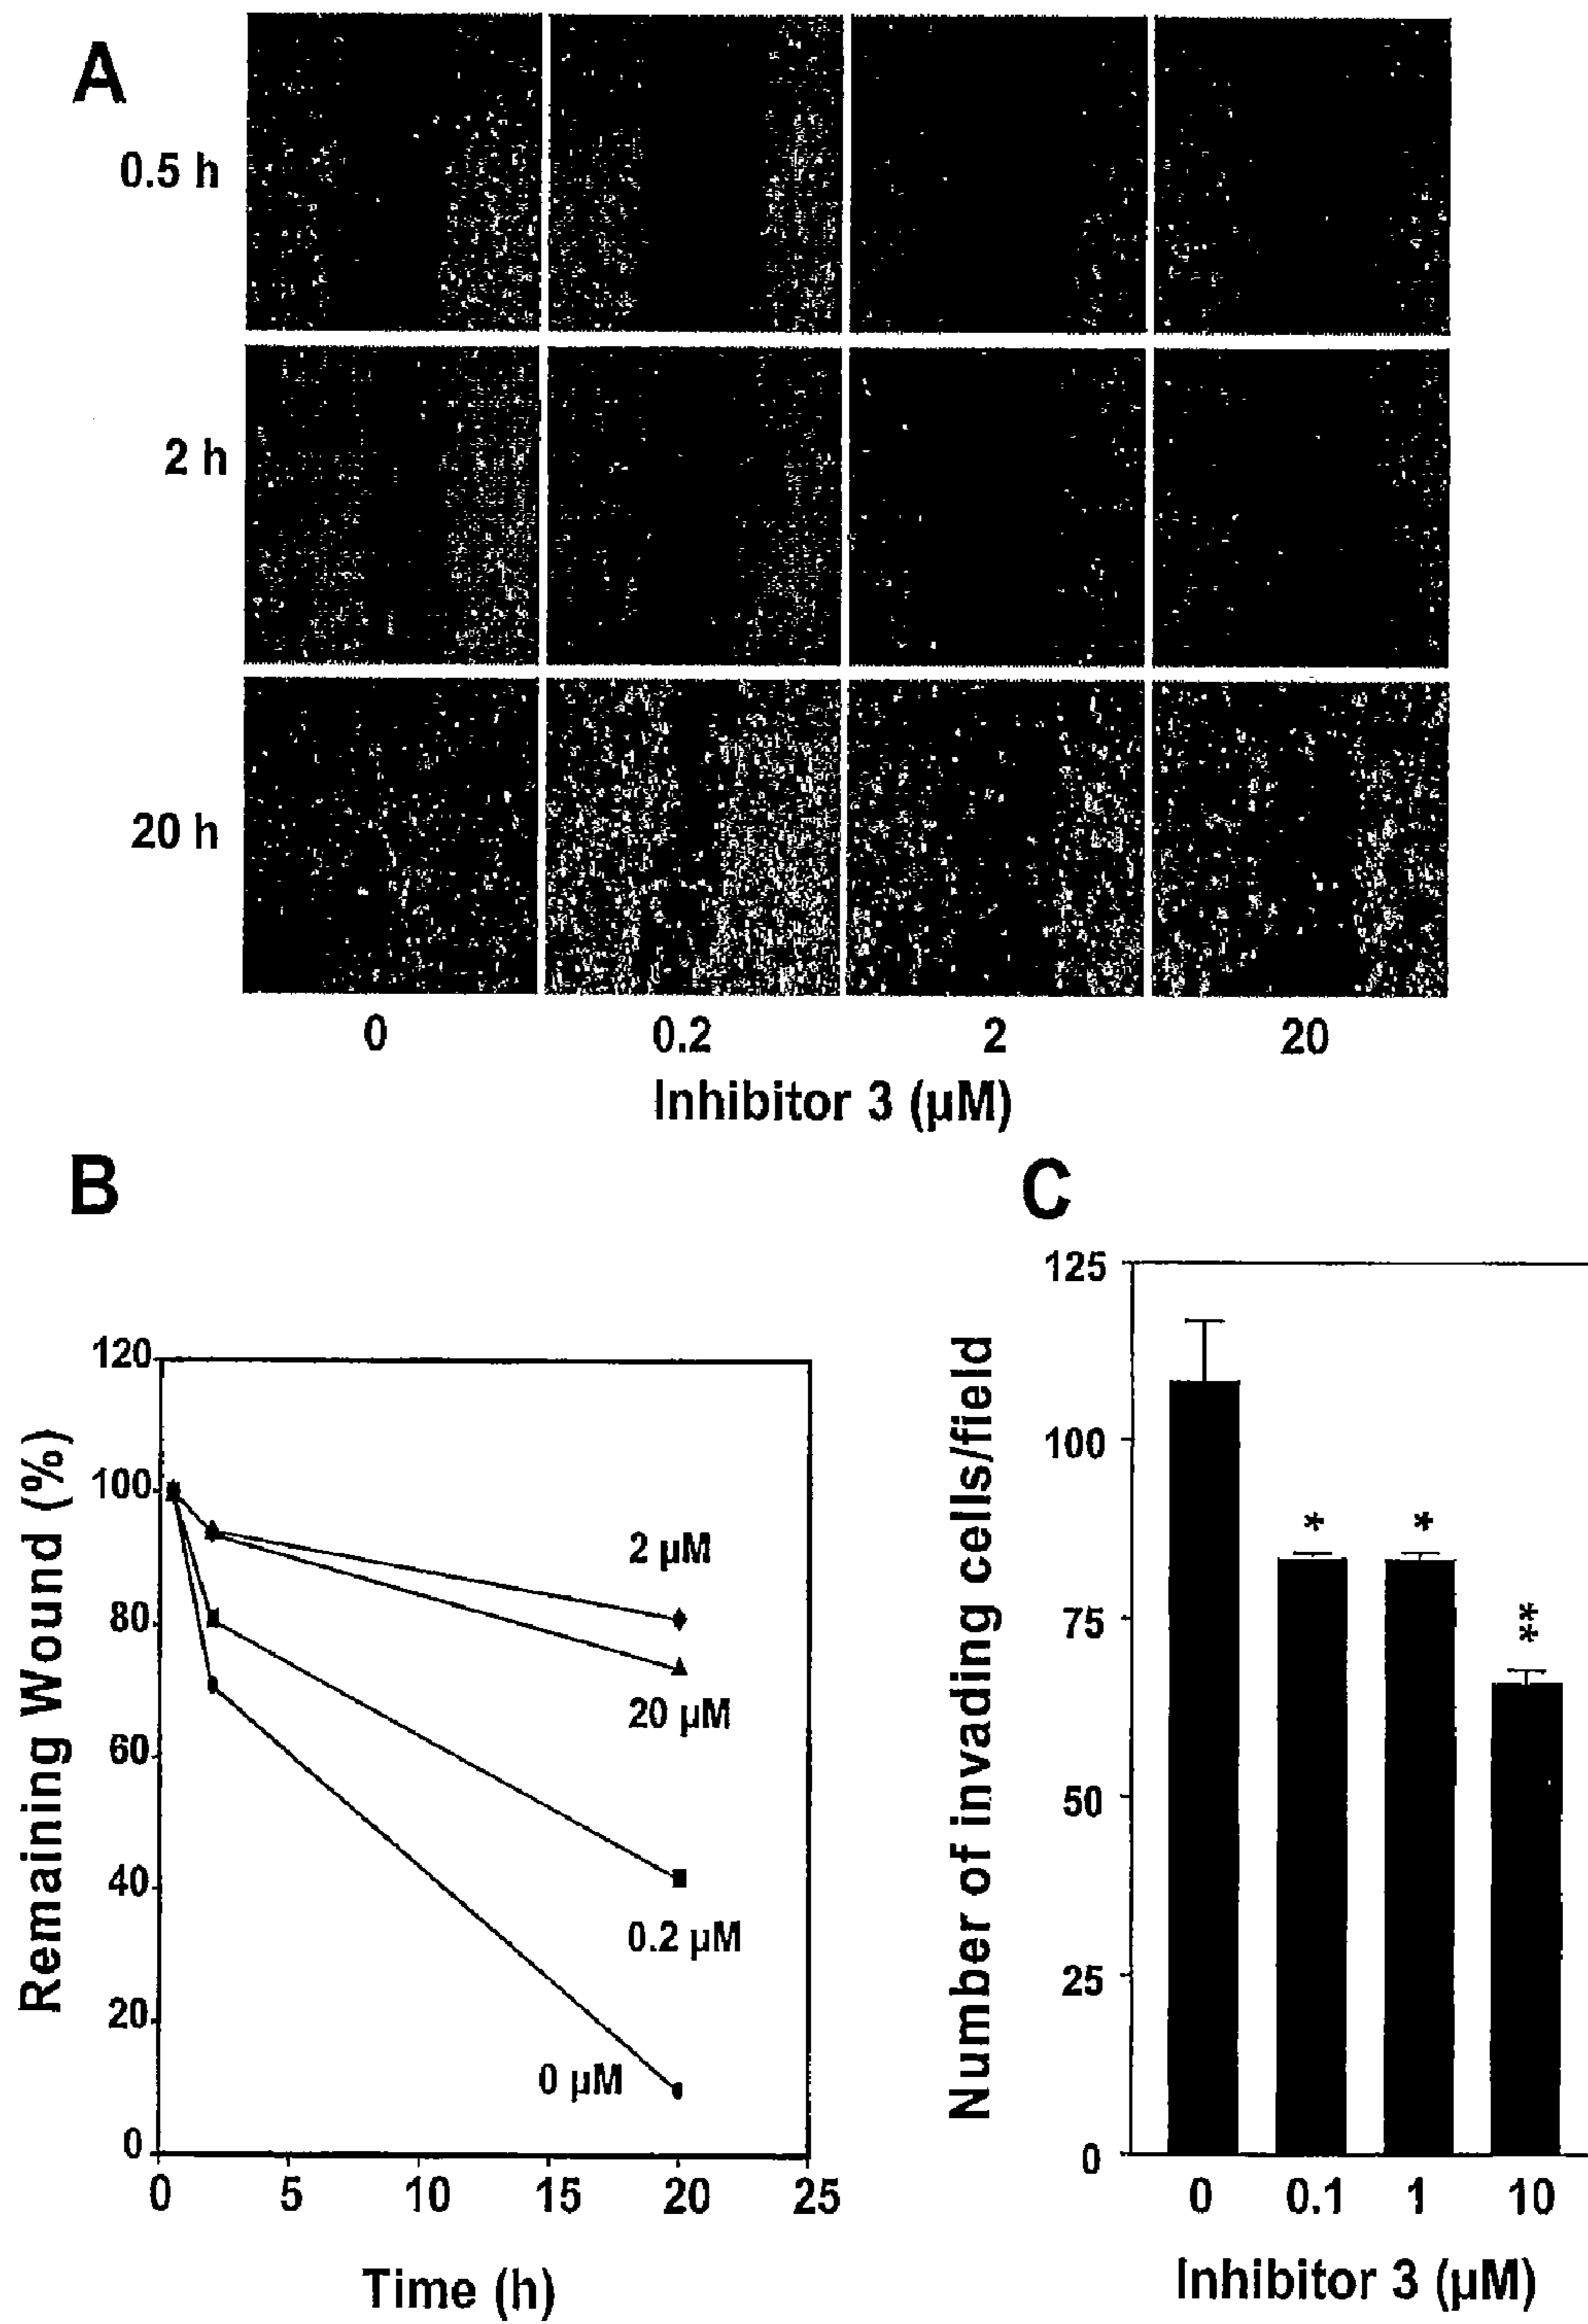 A
0.5 h
2 h
20 h
0 0.2 2 20
Inhibitor 3 (µM)
B
Remaining Wound (%)
120
100
80
60
40
20
0
2 µM
20 µM
0.2 µM
0 µM
0 5 10 15 20 25
Time (h)
C
Number of invading cells/field
125
100
75
50
25
0
* * **
0 0.1 1 10
Inhibitor 3 (µM)